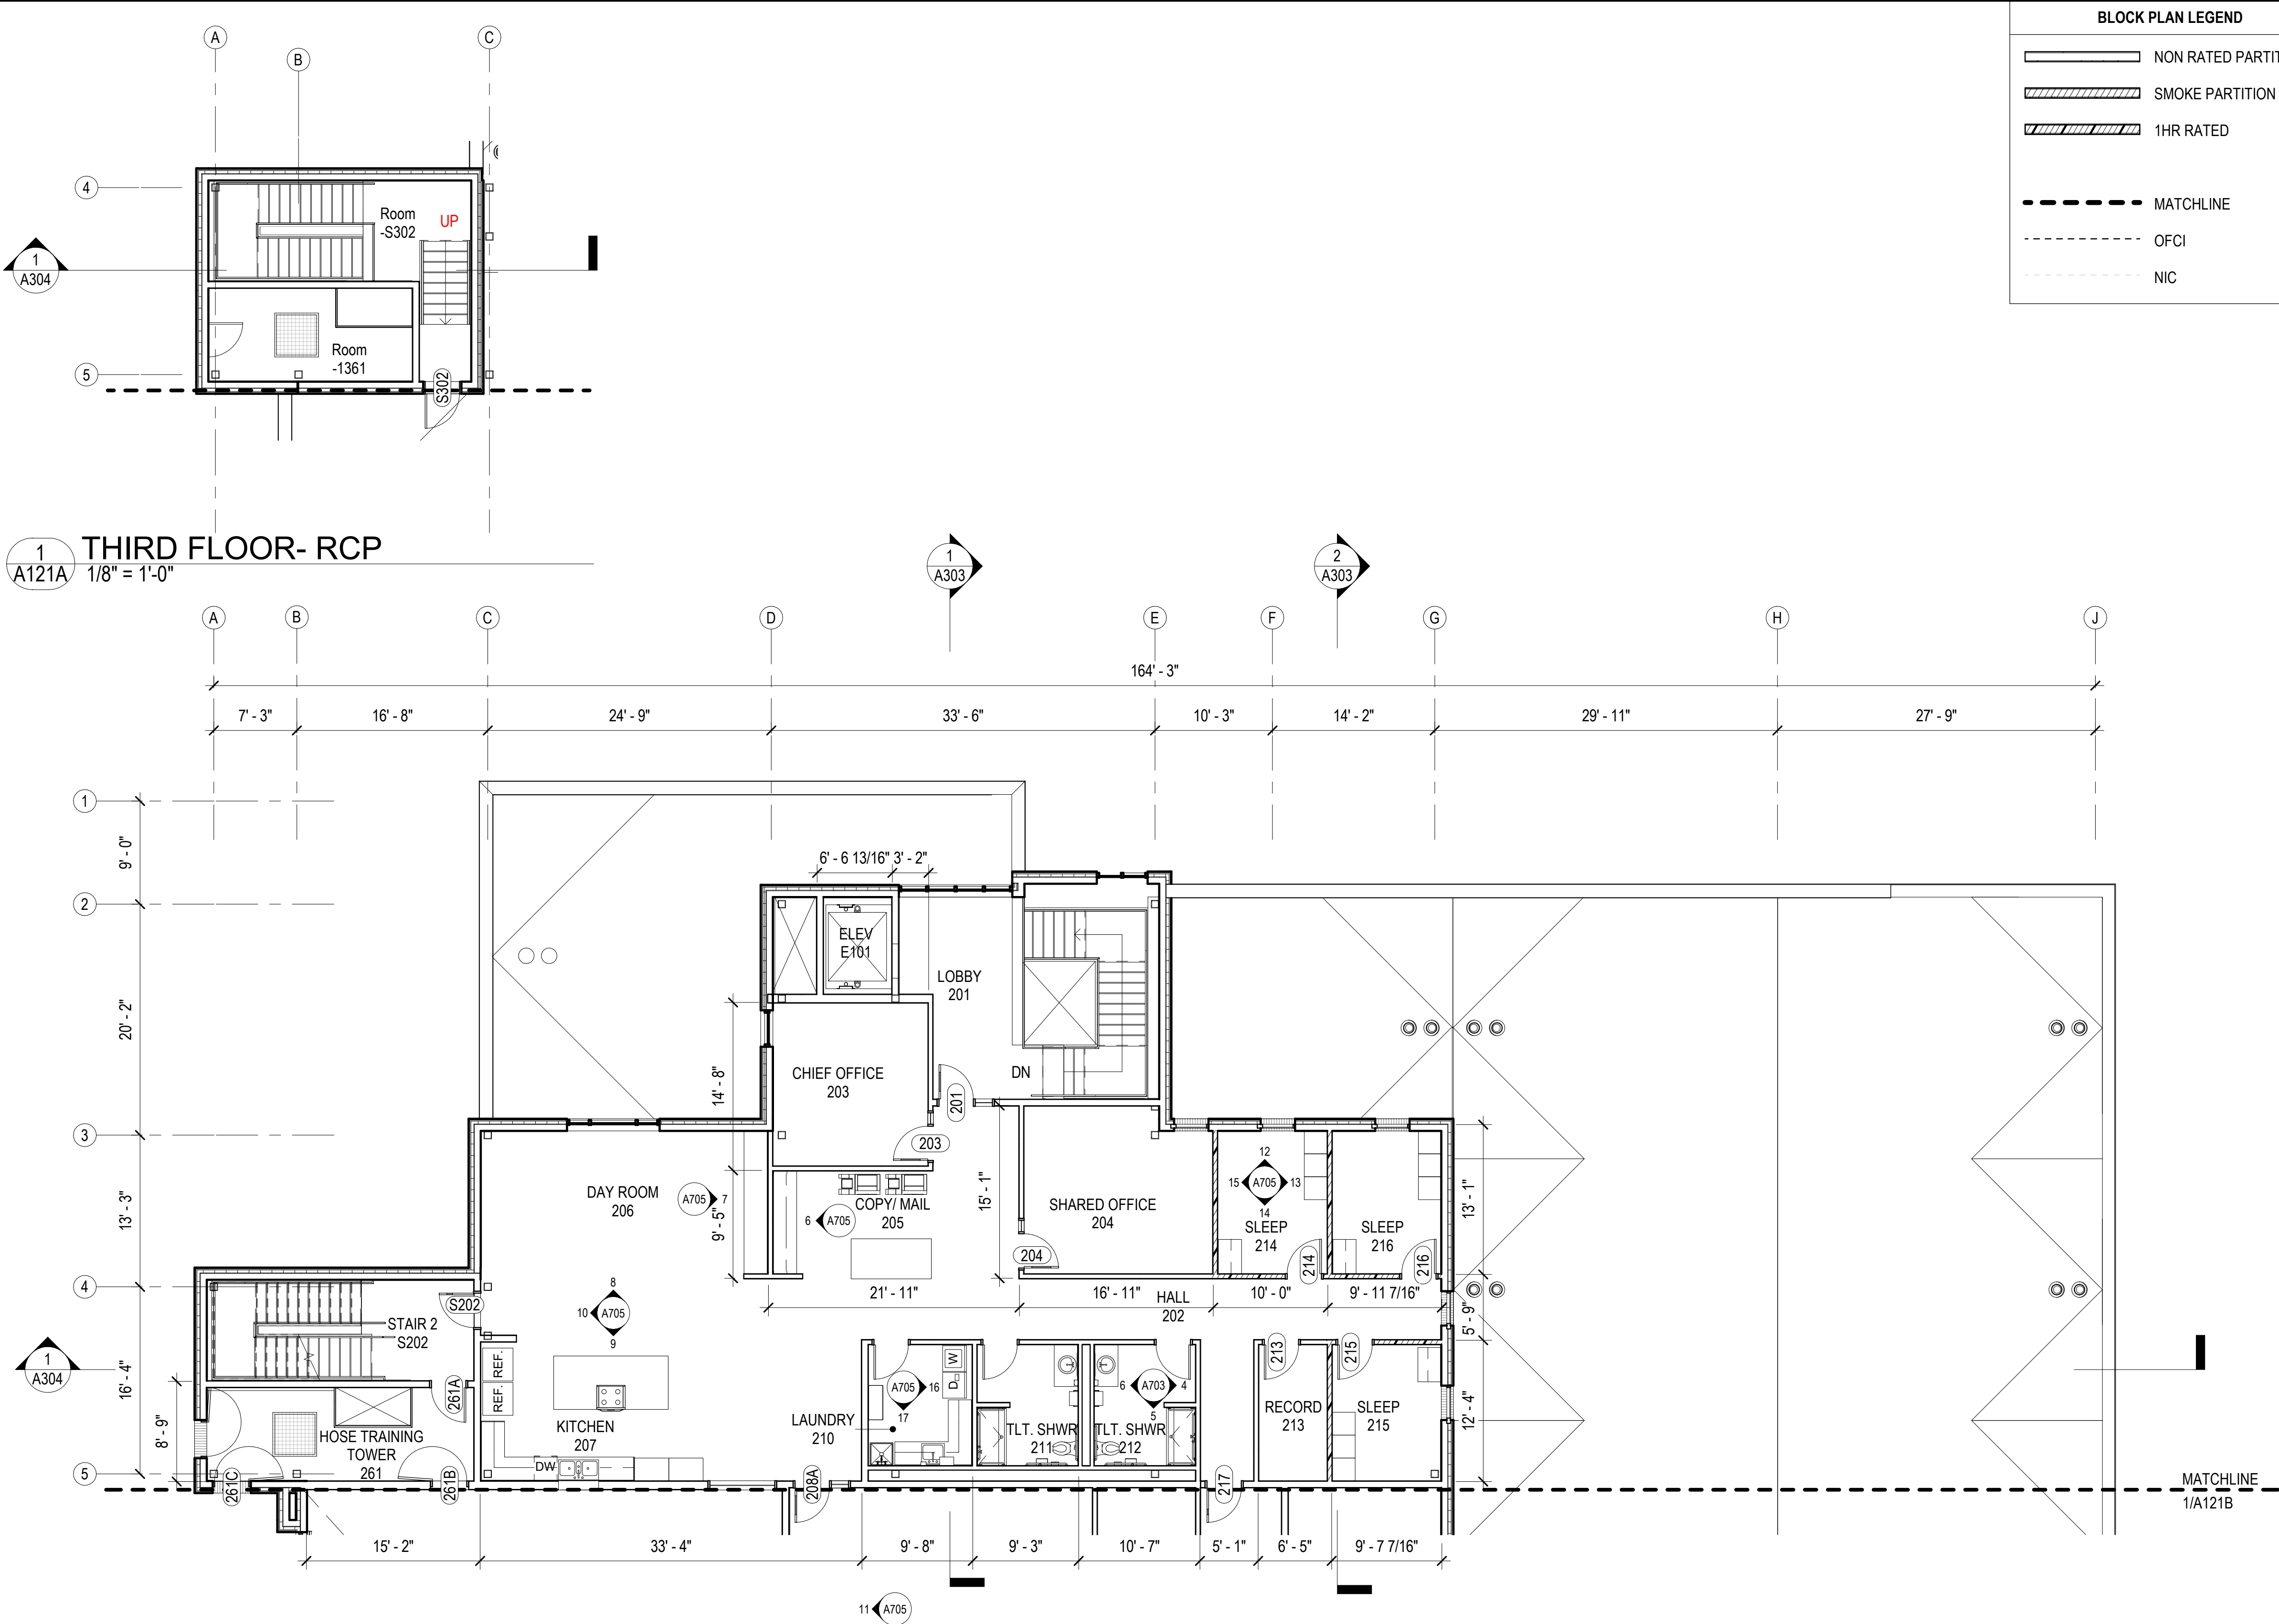 BLOCK PLAN LEGEND
NON RATED PARTIT
SMOKE PARTITION
1HR RATED
MATCHLINE
OFCI
NIC
A
B
C
4
5
1
A304
Room
-S302
UP
Room
-1361
S302
1
A121A
THIRD FLOOR- RCP
1/8" = 1'-0"
1
A303
2
A303
A
B
C
D
E
F
G
H
J
164' - 3"
7' - 3"
16' - 8"
24' - 9"
33' - 6"
10' - 3"
14' - 2"
29' - 11"
27' - 9"
1
2
3
4
5
9' - 0"
20' - 2"
13' - 3"
16' - 4"
8' - 9"
6' - 6 13/16"
3' - 2"
ELEV
E101
LOBBY
201
DN
CHIEF OFFICE
203
14' - 8"
201
203
DAY ROOM
206
A705
7
9' - 5"
6
A705
COPY/ MAIL
205
15' - 1"
SHARED OFFICE
204
204
12
15
A705
13
14
SLEEP
214
214
SLEEP
216
216
13' - 1"
21' - 11"
16' - 11"
HALL
202
10' - 0"
9' - 11 7/16"
5' - 9"
S202
STAIR 2
S202
8
10
A705
9
1
A304
REF.
REF.
261A
KITCHEN
207
DW
HOSE TRAINING
TOWER
261
261C
261B
LAUNDRY
210
A705
16
17
W
D
TLT. SHWR
211
6
A703
4
5
TLT. SHWR
212
213
RECORD
213
215
SLEEP
215
12' - 4"
208A
217
MATCHLINE
1/A121B
15' - 2"
33' - 4"
9' - 8"
9' - 3"
10' - 7"
5' - 1"
6' - 5"
9' - 7 7/16"
11
A705